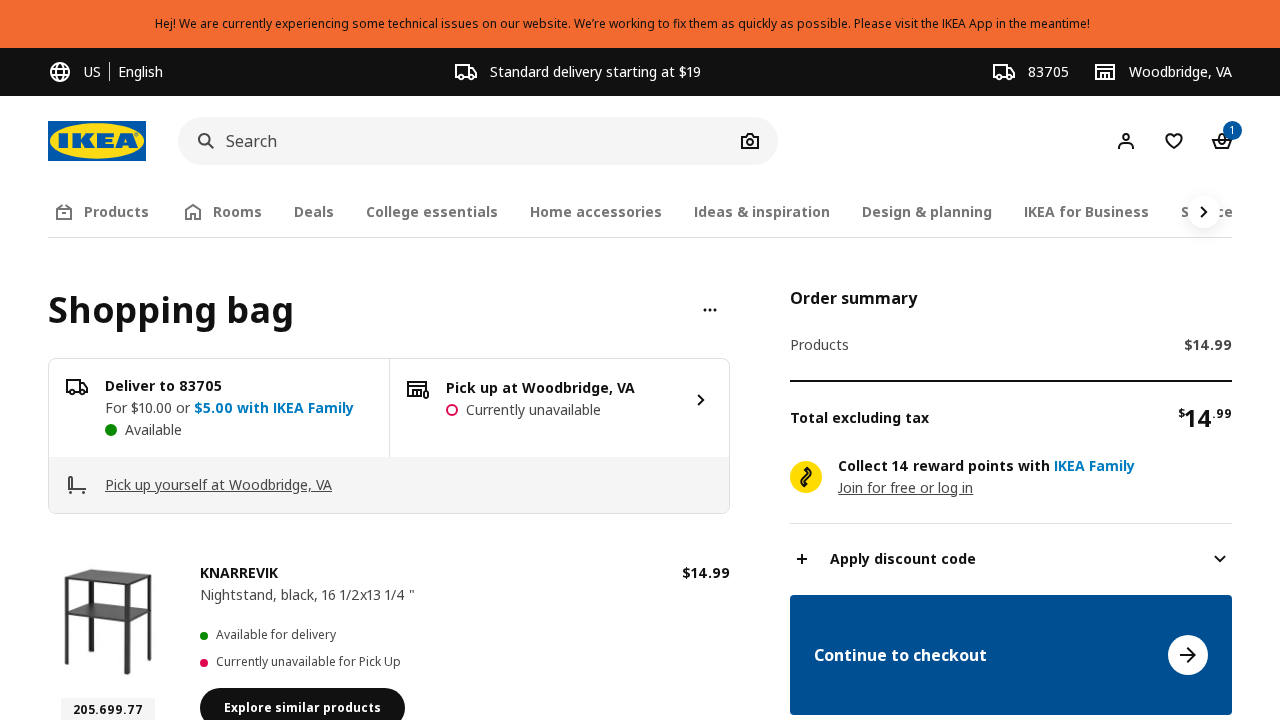 Hej! We are currently experiencing some technical issues on our website. We’re working to fix them as quickly as possible. Please visit the IKEA App in the meantime!
US English
Standard delivery starting at $19
83705
Woodbridge, VA
IKEA
Search
1
Products
Rooms
Deals
College essentials
Home accessories
Ideas & inspiration
Design & planning
IKEA for Business
Shopping bag
Deliver to 83705
For $10.00 or $5.00 with IKEA Family
Available
Pick up at Woodbridge, VA
Currently unavailable
Pick up yourself at Woodbridge, VA
KNARREVIK
$14.99
Nightstand, black, 16 1/2x13 1/4 "
Available for delivery
Currently unavailable for Pick Up
205.699.77
Explore similar products
Order summary
Products
$14.99
Total excluding tax
$14.99
Collect 14 reward points with IKEA Family
Join for free or log in
Apply discount code
Continue to checkout